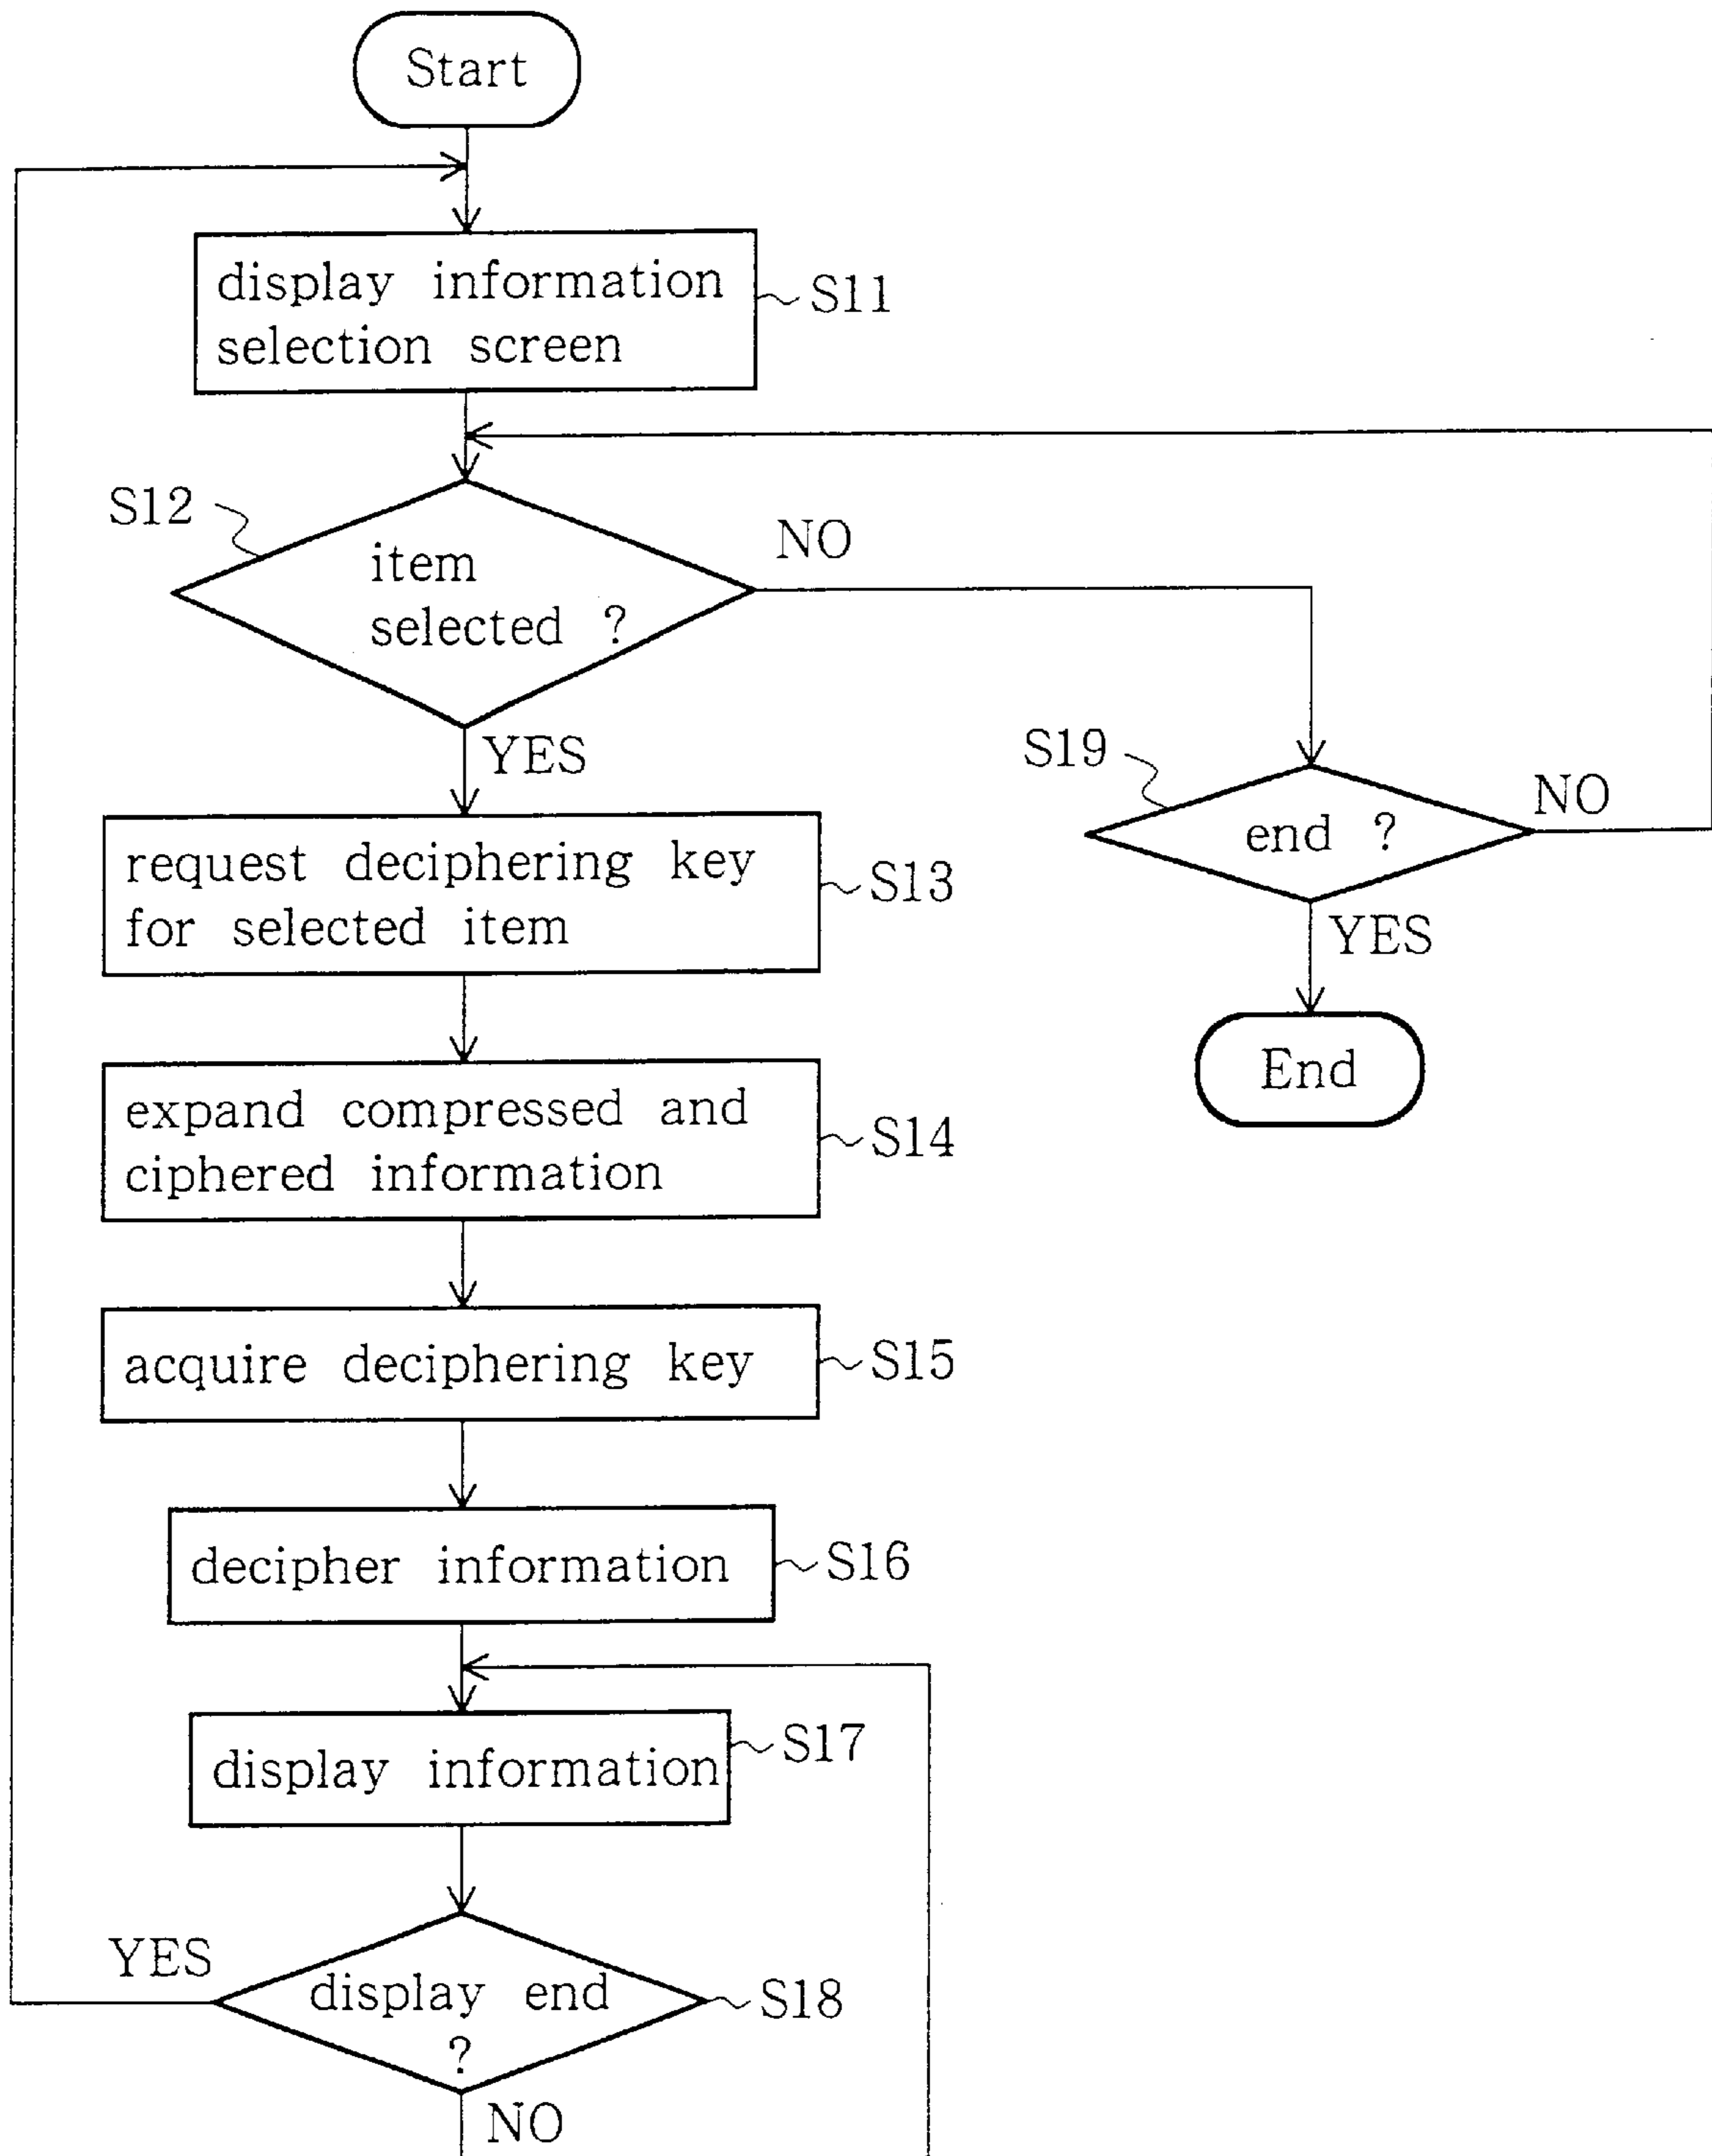 Start
display information
selection screen
S11
S12
item
selected ?
NO
YES
S19
end ?
NO
YES
End
request deciphering key
for selected item
S13
expand compressed and
ciphered information
S14
acquire deciphering key
S15
decipher information
S16
display information
S17
YES
display end
?
S18
NO